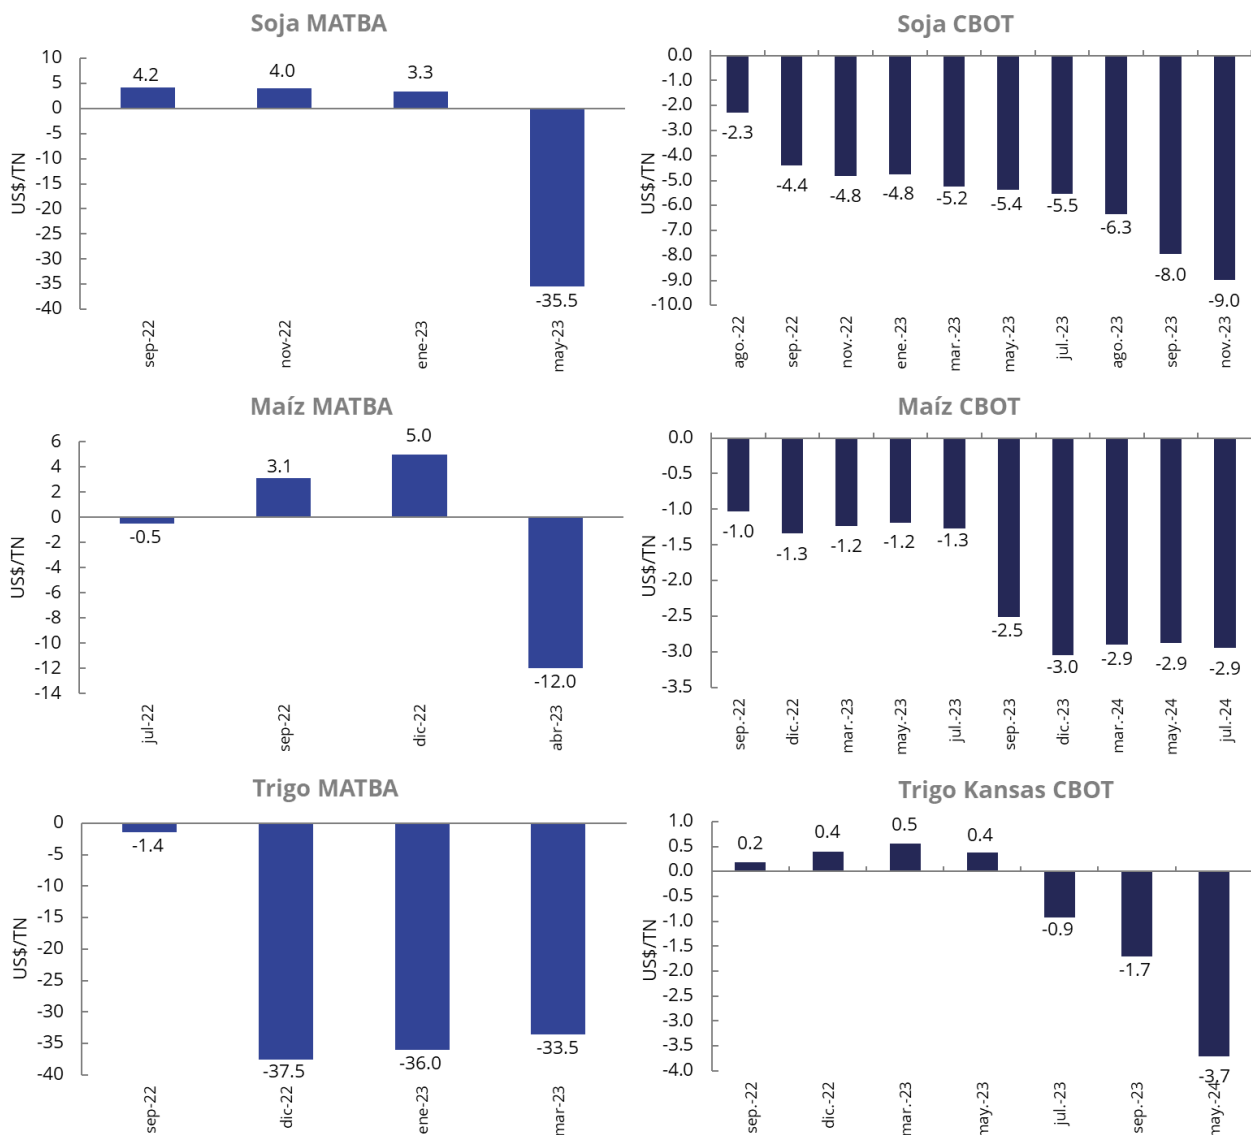 Soja MATBA
US$/TN
10
5
0
-5
-10
-15
-20
-25
-30
-35
-40
4.2
4.0
3.3
-35.5
sep-22
nov-22
ene-23
may-23
Soja CBOT
US$/TN
0.0
-1.0
-2.0
-3.0
-4.0
-5.0
-6.0
-7.0
-8.0
-9.0
-10.0
-2.3
-4.4
-4.8
-4.8
-5.2
-5.4
-5.5
-6.3
-8.0
-9.0
ago.-22
sep.-22
nov.-22
ene.-23
mar.-23
may.-23
jul.-23
ago.-23
sep.-23
nov.-23
Maíz MATBA
US$/TN
6
4
2
0
-2
-4
-6
-8
-10
-12
-14
-0.5
3.1
5.0
-12.0
jul-22
sep-22
dic-22
abr-23
Maíz CBOT
US$/TN
0.0
-0.5
-1.0
-1.5
-2.0
-2.5
-3.0
-3.5
-1.0
-1.3
-1.2
-1.2
-1.3
-2.5
-3.0
-2.9
-2.9
-2.9
sep.-22
dic.-22
mar.-23
may.-23
jul.-23
sep.-23
dic.-23
mar.-24
may.-24
jul.-24
Trigo MATBA
US$/TN
0
-5
-10
-15
-20
-25
-30
-35
-40
-1.4
-37.5
-36.0
-33.5
sep-22
dic-22
ene-23
mar-23
Trigo Kansas CBOT
US$/TN
1.0
0.5
0.0
-0.5
-1.0
-1.5
-2.0
-2.5
-3.0
-3.5
-4.0
0.2
0.4
0.5
0.4
-0.9
-1.7
-3.7
sep.-22
dic.-22
mar.-23
may.-23
jul.-23
sep.-23
may.-24